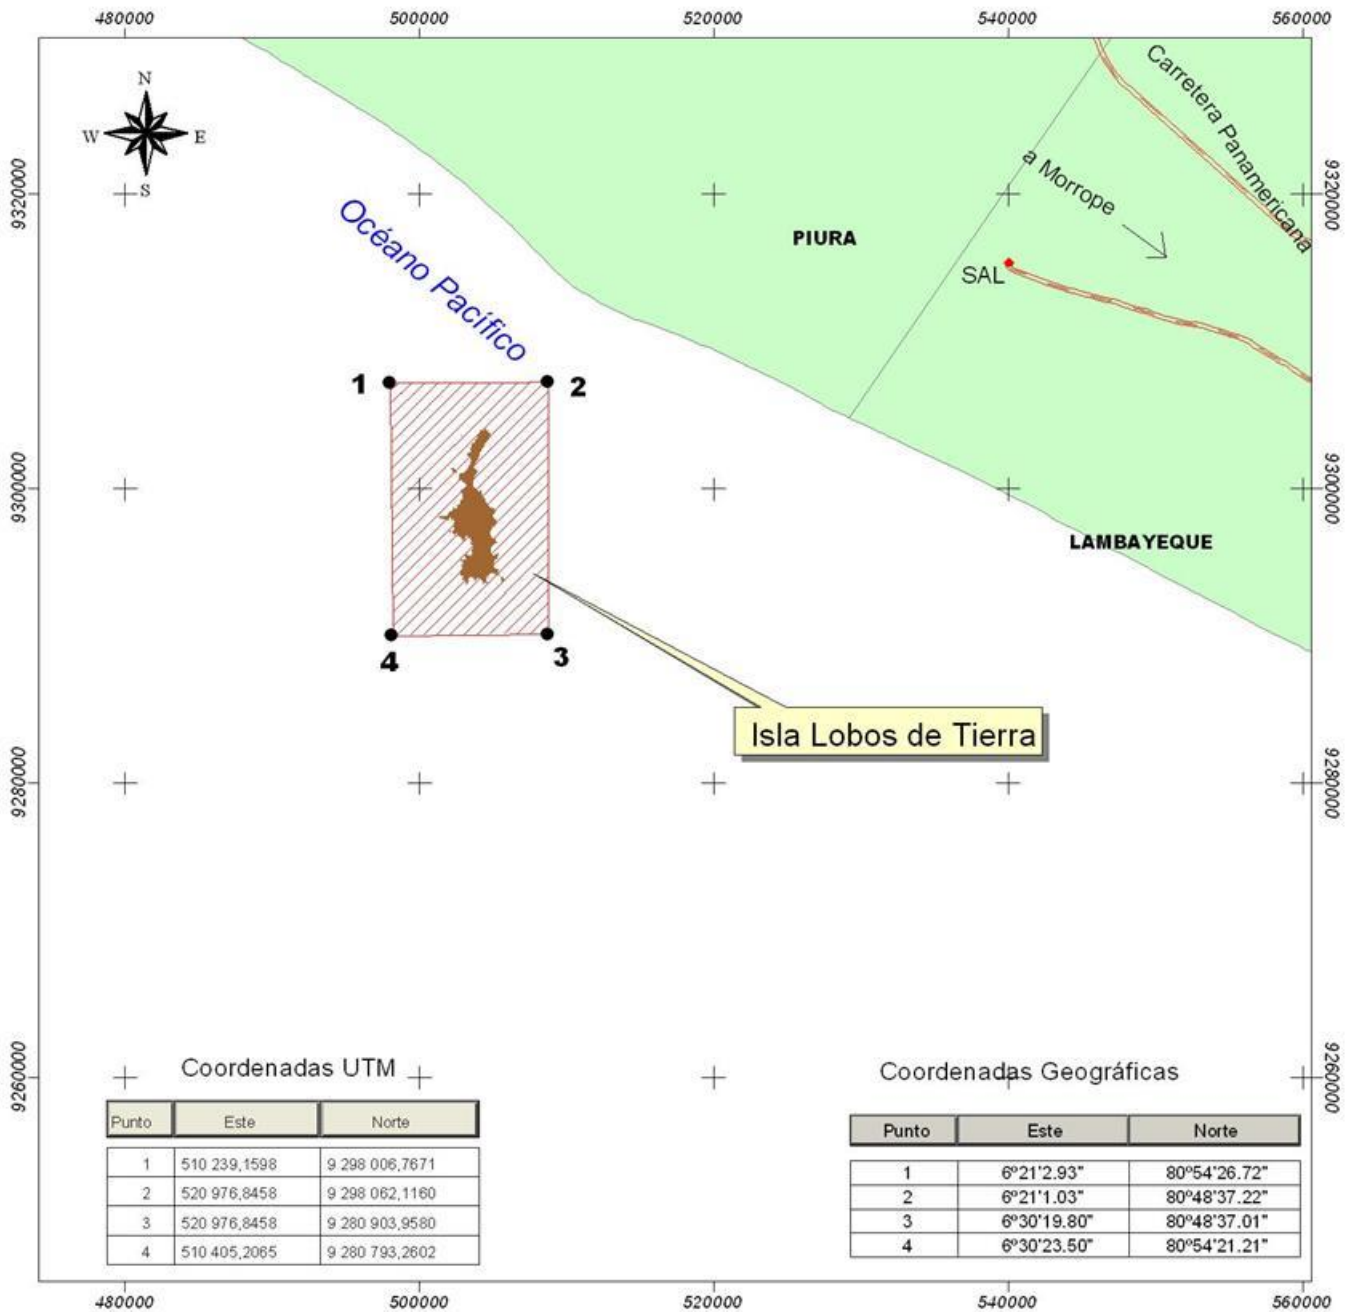 480000 500000 520000 540000 560000
N
W E
S
Carretera Panamericana
a Morrope
9320000 9320000
Océano Pacífico
PIURA
SAL
1 2
9300000 9300000
LAMBAYEQUE
4 3
Isla Lobos de Tierra
9280000 9280000
9260000 9260000
Coordenadas UTM
Punto Este Norte
1 510 239,1598 9 298 006,7671
2 520 976,8458 9 298 062,1160
3 520 976,8458 9 280 903,9580
4 510 405,2065 9 280 793,2602
Coordenadas Geográficas
Punto Este Norte
1 6º21'2.93" 80º54'26.72"
2 6º21'1.03" 80º48'37.22"
3 6º30'19.80" 80º48'37.01"
4 6º30'23.50" 80º54'21.21"
480000 500000 520000 540000 560000